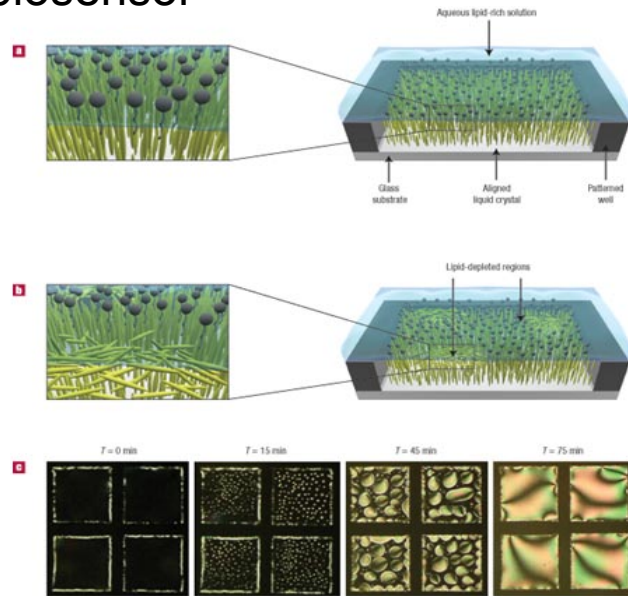 Aqueous lipid-rich solution
a
Glass
substrate
Aligned
liquid crystal
Patterned
well
Lipid-depleted regions
b
c
T = 0 min
T = 15 min
T = 45 min
T = 75 min